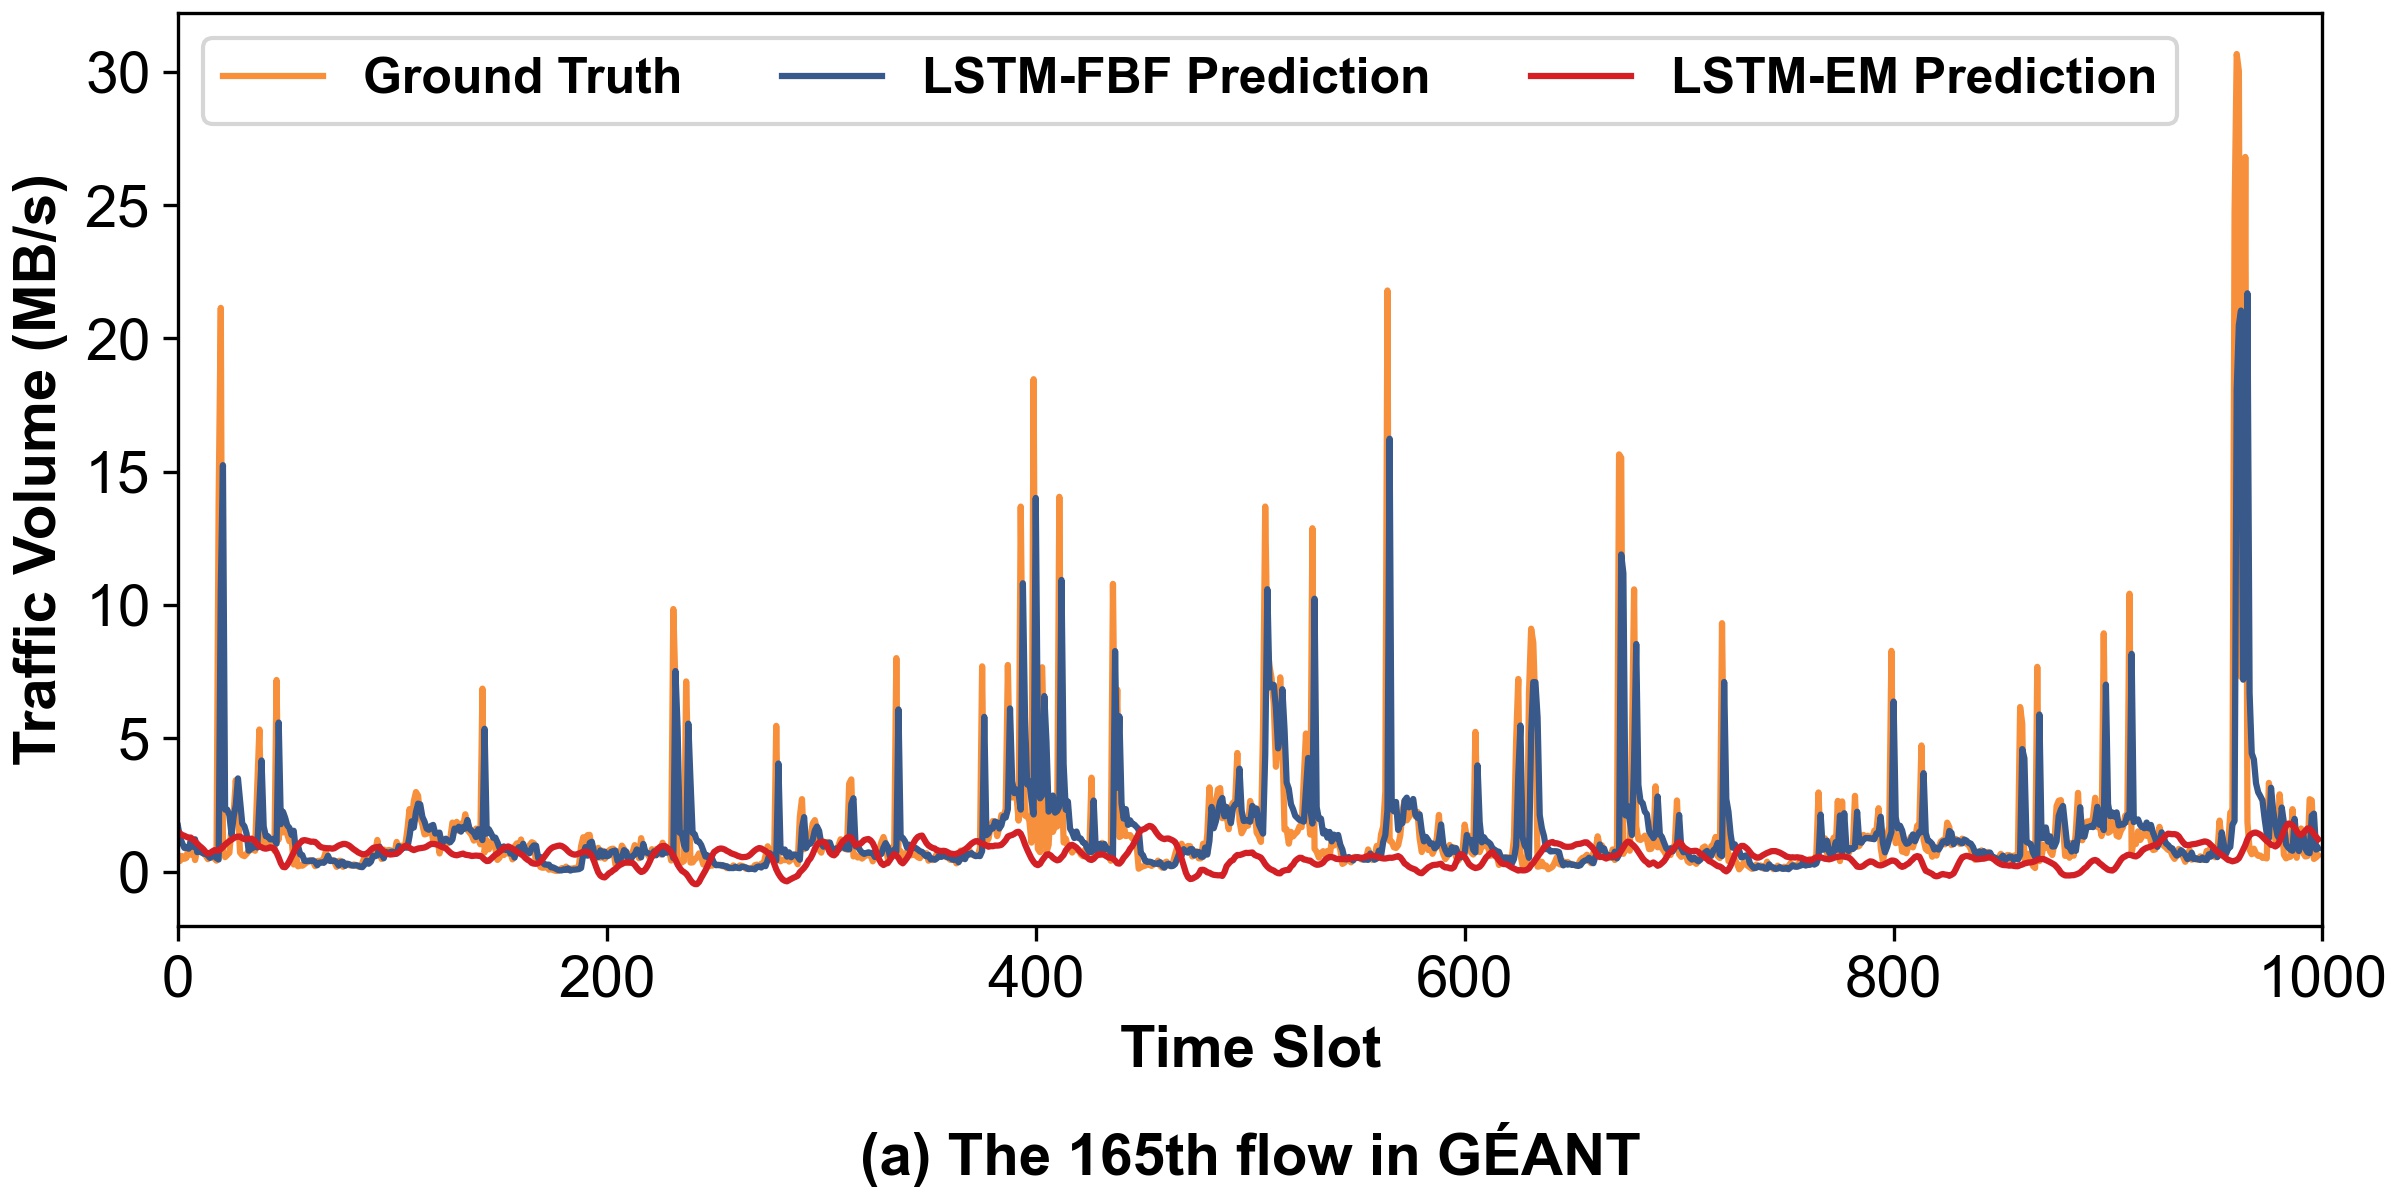 Ground Truth LSTM-FBF Prediction LSTM-EM Prediction
Traffic Volume (MB/s)
30
25
20
15
10
5
0
0 200 400 600 800 1000
Time Slot
(a) The 165th flow in GÉANT